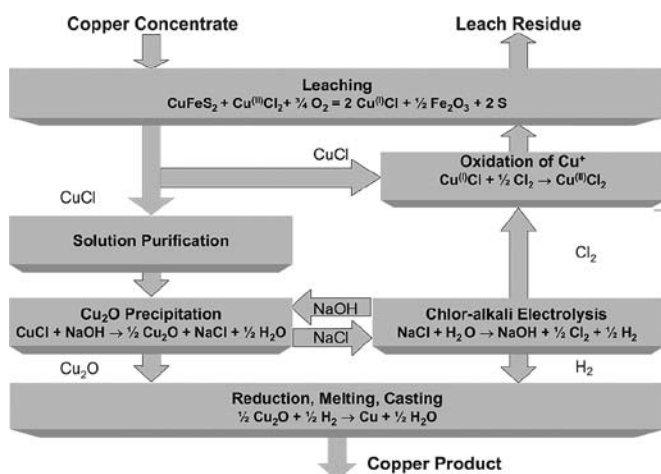 Copper Concentrate
Leach Residue
Leaching
CuFeS₂ + Cu⁽ᴵᴵ⁾Cl₂+ ¾ O₂ = 2 Cu⁽ᴵ⁾Cl + ½ Fe₂O₃ + 2 S
CuCl
Oxidation of Cu⁺
Cu⁽ᴵ⁾Cl + ½ Cl₂ → Cu⁽ᴵᴵ⁾Cl₂
CuCl
Solution Purification
Cl₂
Cu₂O Precipitation
CuCl + NaOH → ½ Cu₂O + NaCl + ½ H₂O
NaOH
NaCl
Chlor-alkali Electrolysis
NaCl + H₂O → NaOH + ½ Cl₂ + ½ H₂
Cu₂O
H₂
Reduction, Melting, Casting
½ Cu₂O + ½ H₂ → Cu + ½ H₂O
Copper Product